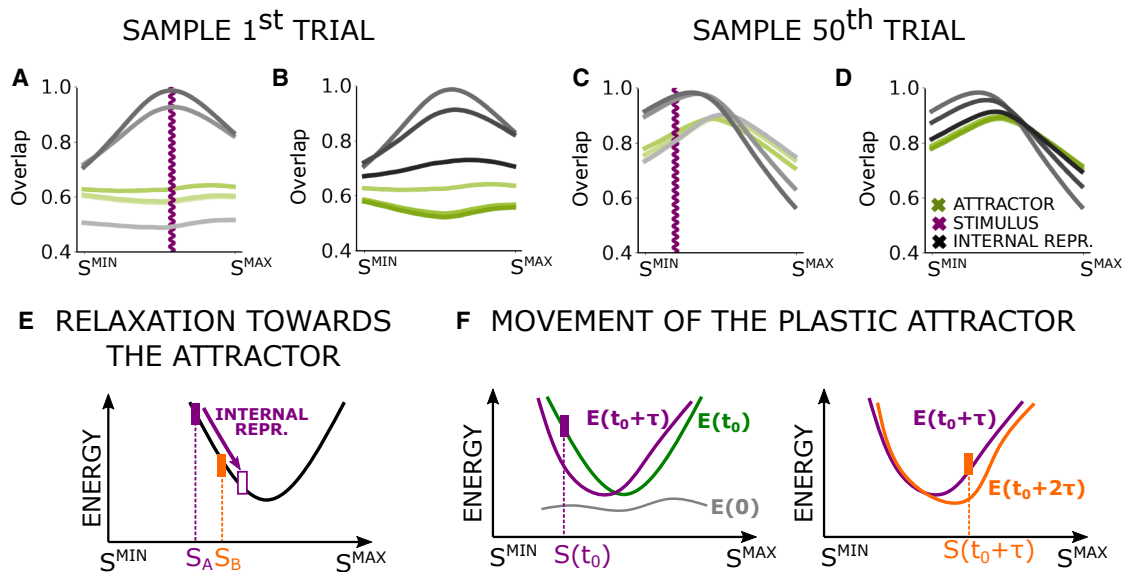 SAMPLE 1st TRIAL
SAMPLE 50th TRIAL
A
B
C
D
Overlap
1.0
0.8
0.6
0.4
SMIN
SMAX
Overlap
1.0
0.8
0.6
0.4
SMIN
SMAX
Overlap
1.0
0.8
0.6
0.4
SMIN
SMAX
Overlap
1.0
0.8
0.6
0.4
SMIN
SMAX
ATTRACTOR
STIMULUS
INTERNAL REPR.
E RELAXATION TOWARDS
THE ATTRACTOR
ENERGY
INTERNAL
REPR.
SMIN
SA
SB
SMAX
F MOVEMENT OF THE PLASTIC ATTRACTOR
ENERGY
E(t0+τ)
E(t0)
E(0)
SMIN
S(t0)
SMAX
ENERGY
E(t0+τ)
E(t0+2τ)
SMIN
S(t0+τ)
SMAX